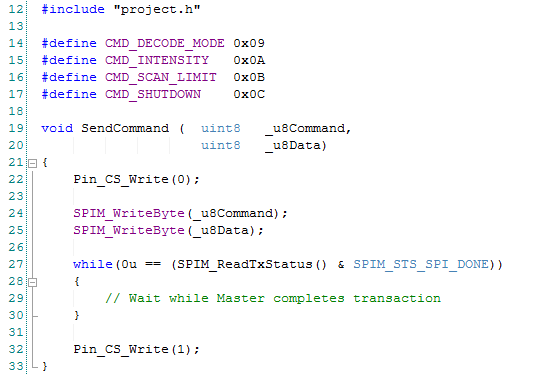 12 #include "project.h"
13
14 #define CMD_DECODE_MODE 0x09
15 #define CMD_INTENSITY   0x0A
16 #define CMD_SCAN_LIMIT  0x0B
17 #define CMD_SHUTDOWN    0x0C
18
19 void SendCommand (  uint8   _u8Command,
20                     uint8   _u8Data)
21 {
22     Pin_CS_Write(0);
23
24     SPIM_WriteByte(_u8Command);
25     SPIM_WriteByte(_u8Data);
26
27     while(0u == (SPIM_ReadTxStatus() & SPIM_STS_SPI_DONE))
28     {
29         // Wait while Master completes transaction
30     }
31
32     Pin_CS_Write(1);
33 }